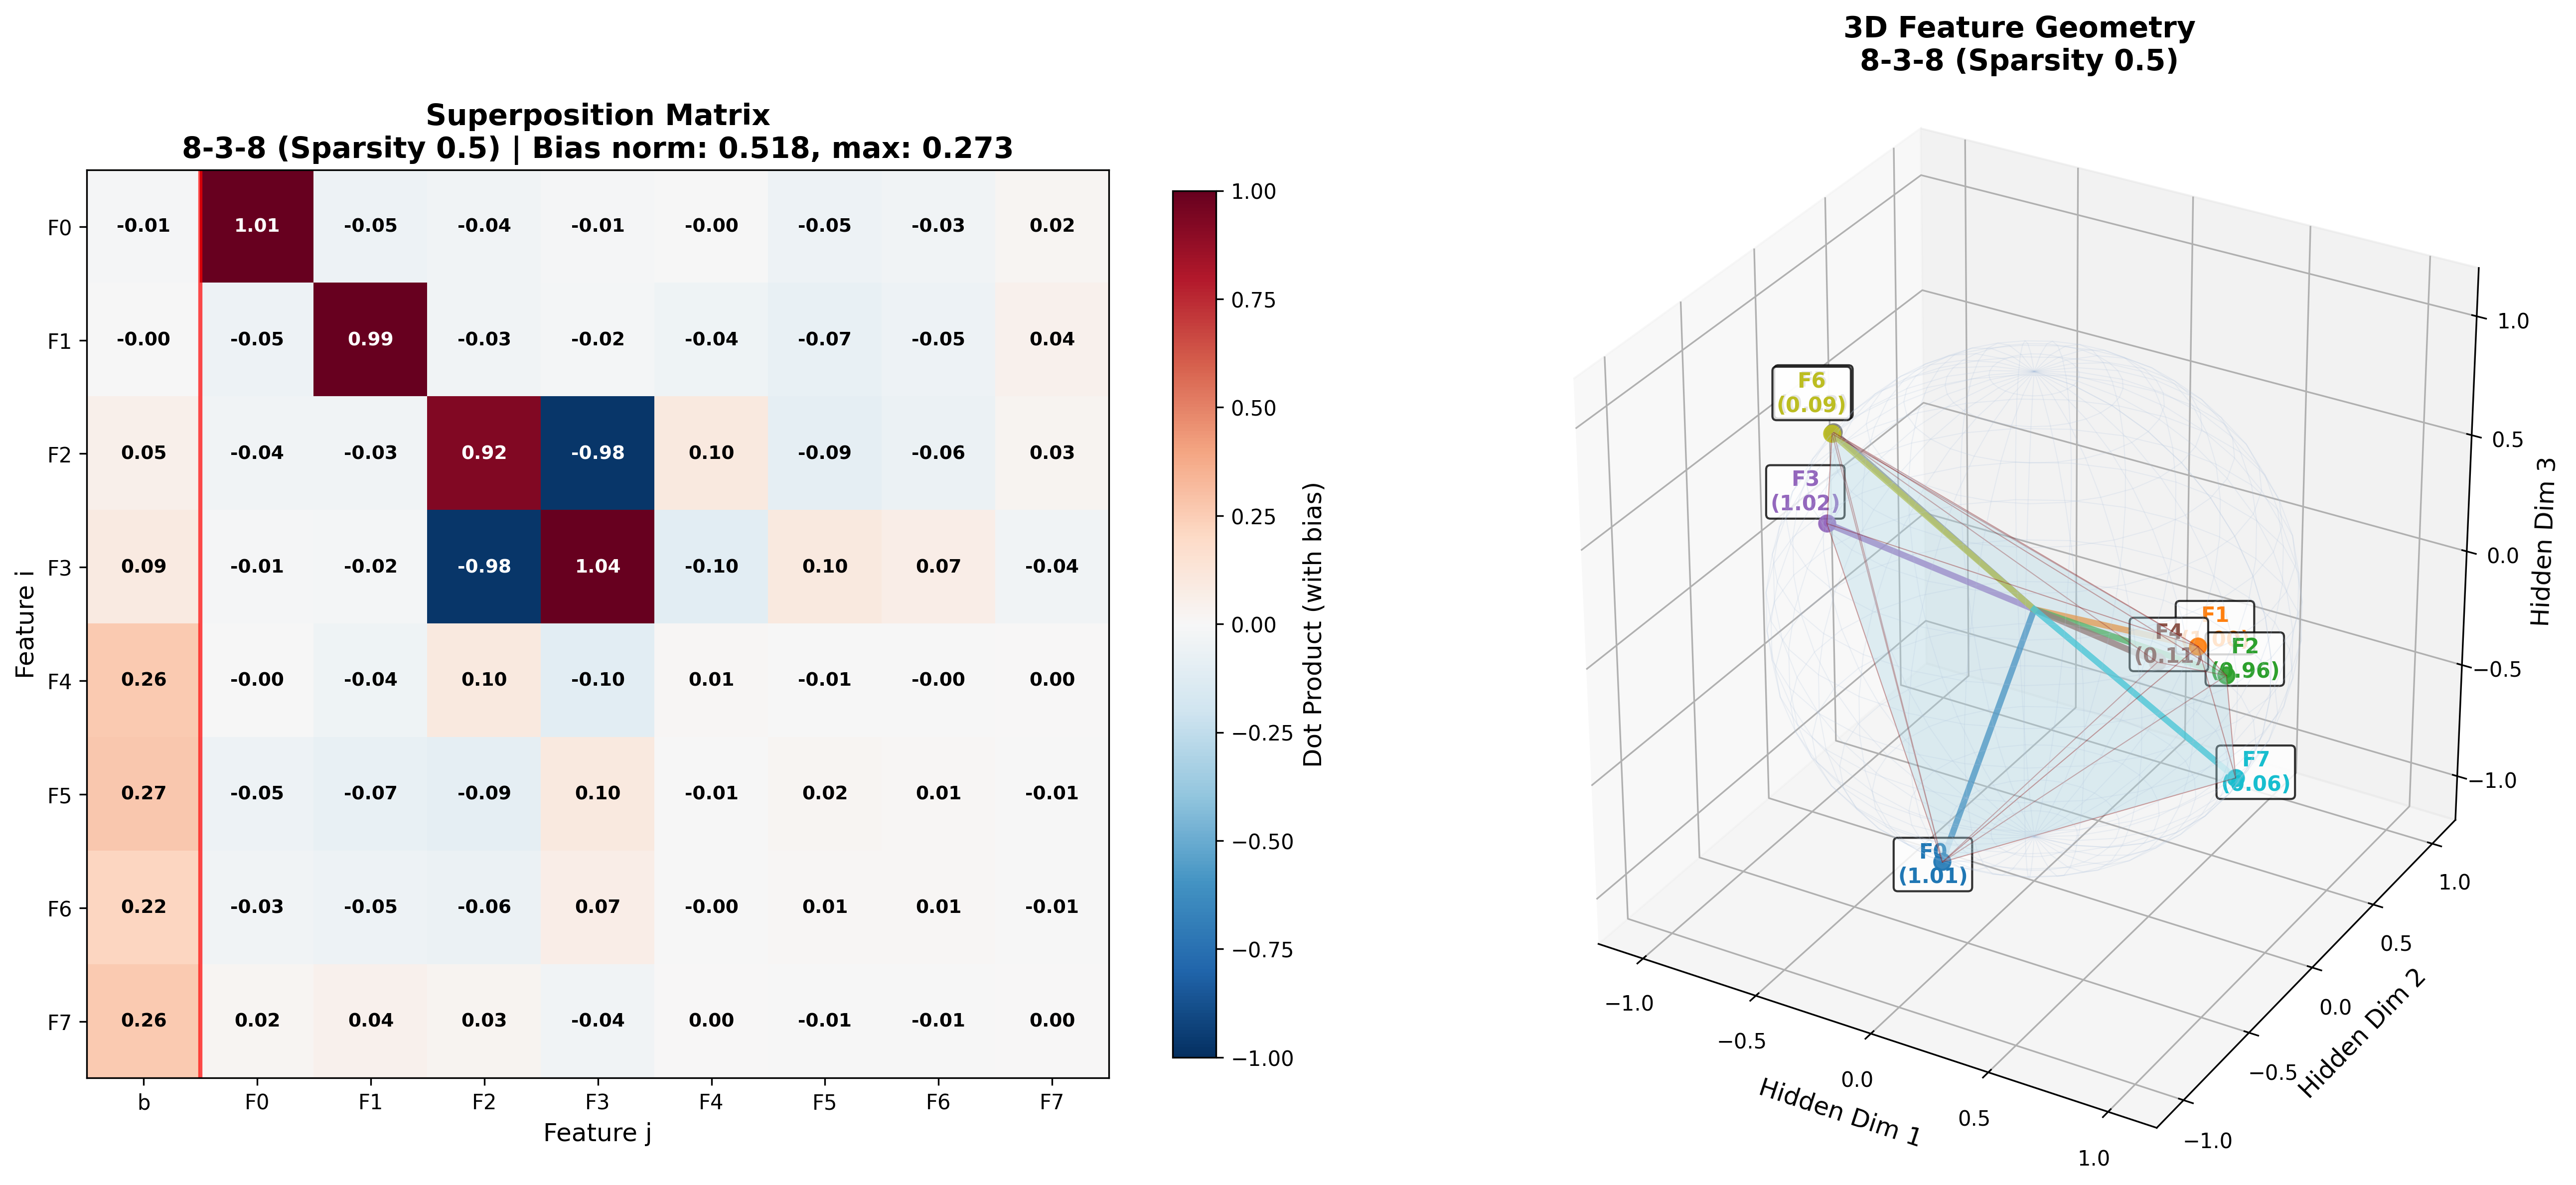 Superposition Matrix
8-3-8 (Sparsity 0.5) | Bias norm: 0.518, max: 0.273
F0 -0.01 1.01 -0.05 -0.04 -0.01 -0.00 -0.05 -0.03 0.02
F1 -0.00 -0.05 0.99 -0.03 -0.02 -0.04 -0.07 -0.05 0.04
F2 0.05 -0.04 -0.03 0.92 -0.98 0.10 -0.09 -0.06 0.03
F3 0.09 -0.01 -0.02 -0.98 1.04 -0.10 0.10 0.07 -0.04
F4 0.26 -0.00 -0.04 0.10 -0.10 0.01 -0.01 -0.00 0.00
F5 0.27 -0.05 -0.07 -0.09 0.10 -0.01 0.02 0.01 -0.01
F6 0.22 -0.03 -0.05 -0.06 0.07 -0.00 0.01 0.01 -0.01
F7 0.26 0.02 0.04 0.03 -0.04 0.00 -0.01 -0.01 0.00
b F0 F1 F2 F3 F4 F5 F6 F7
Feature j
Feature i
1.00
0.75
0.50
0.25
0.00
−0.25
−0.50
−0.75
−1.00
Dot Product (with bias)
3D Feature Geometry
8-3-8 (Sparsity 0.5)
F6
(0.09)
F3
(1.02)
F1
F4
(0.11)
F2
(0.96)
F7
(0.06)
F0
(1.01)
−1.0
−0.5
0.0
0.5
1.0
Hidden Dim 1
−1.0
−0.5
0.0
0.5
1.0
Hidden Dim 2
1.0
0.5
0.0
−0.5
−1.0
Hidden Dim 3